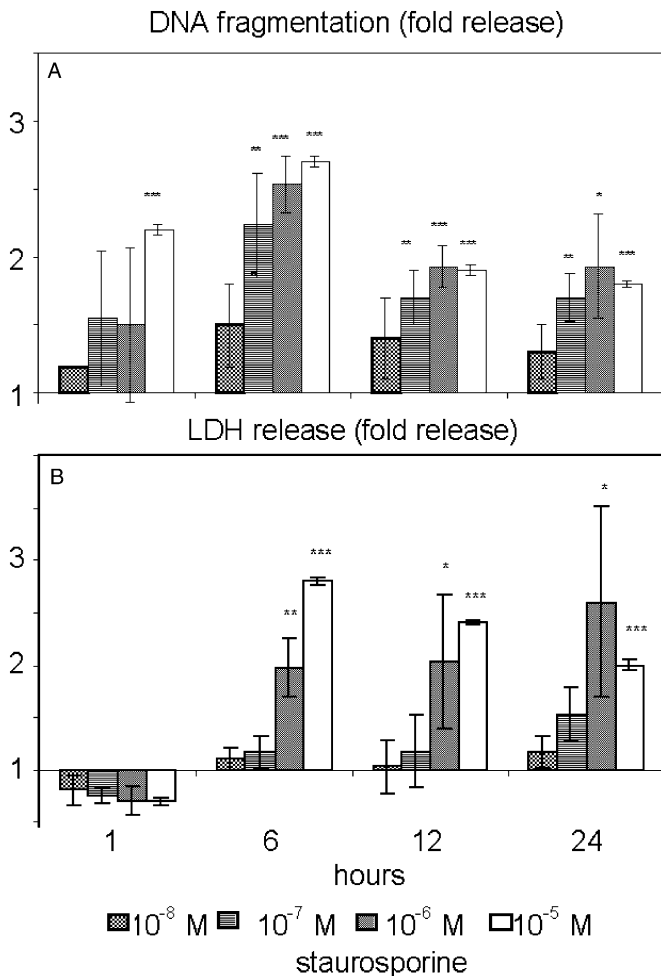 DNA fragmentation (fold release)
A
3
***
** *** ***
** *** ***
** * ***
2
1
LDH release (fold release)
B
3
** ***
* ***
* ***
2
1
1 6 12 24
hours
10⁻⁸ M 10⁻⁷ M 10⁻⁶ M 10⁻⁵ M
staurosporine